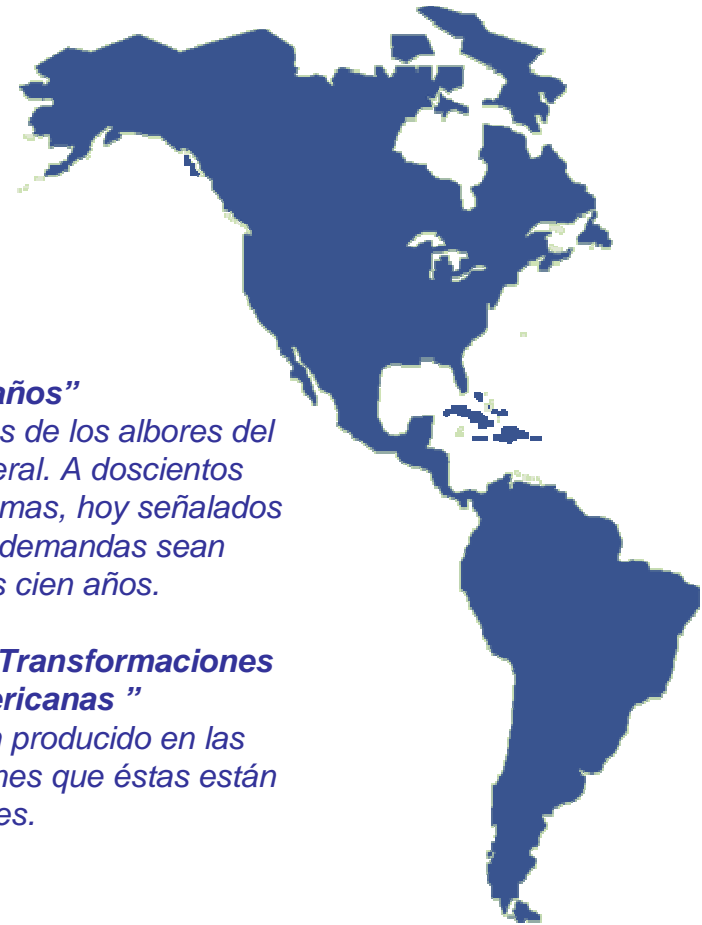 años”
s de los albores del
eral. A doscientos
mas, hoy señalados
demandas sean
s cien años.
Transformaciones
ericanas ”
n producido en las
nes que éstas están
es.